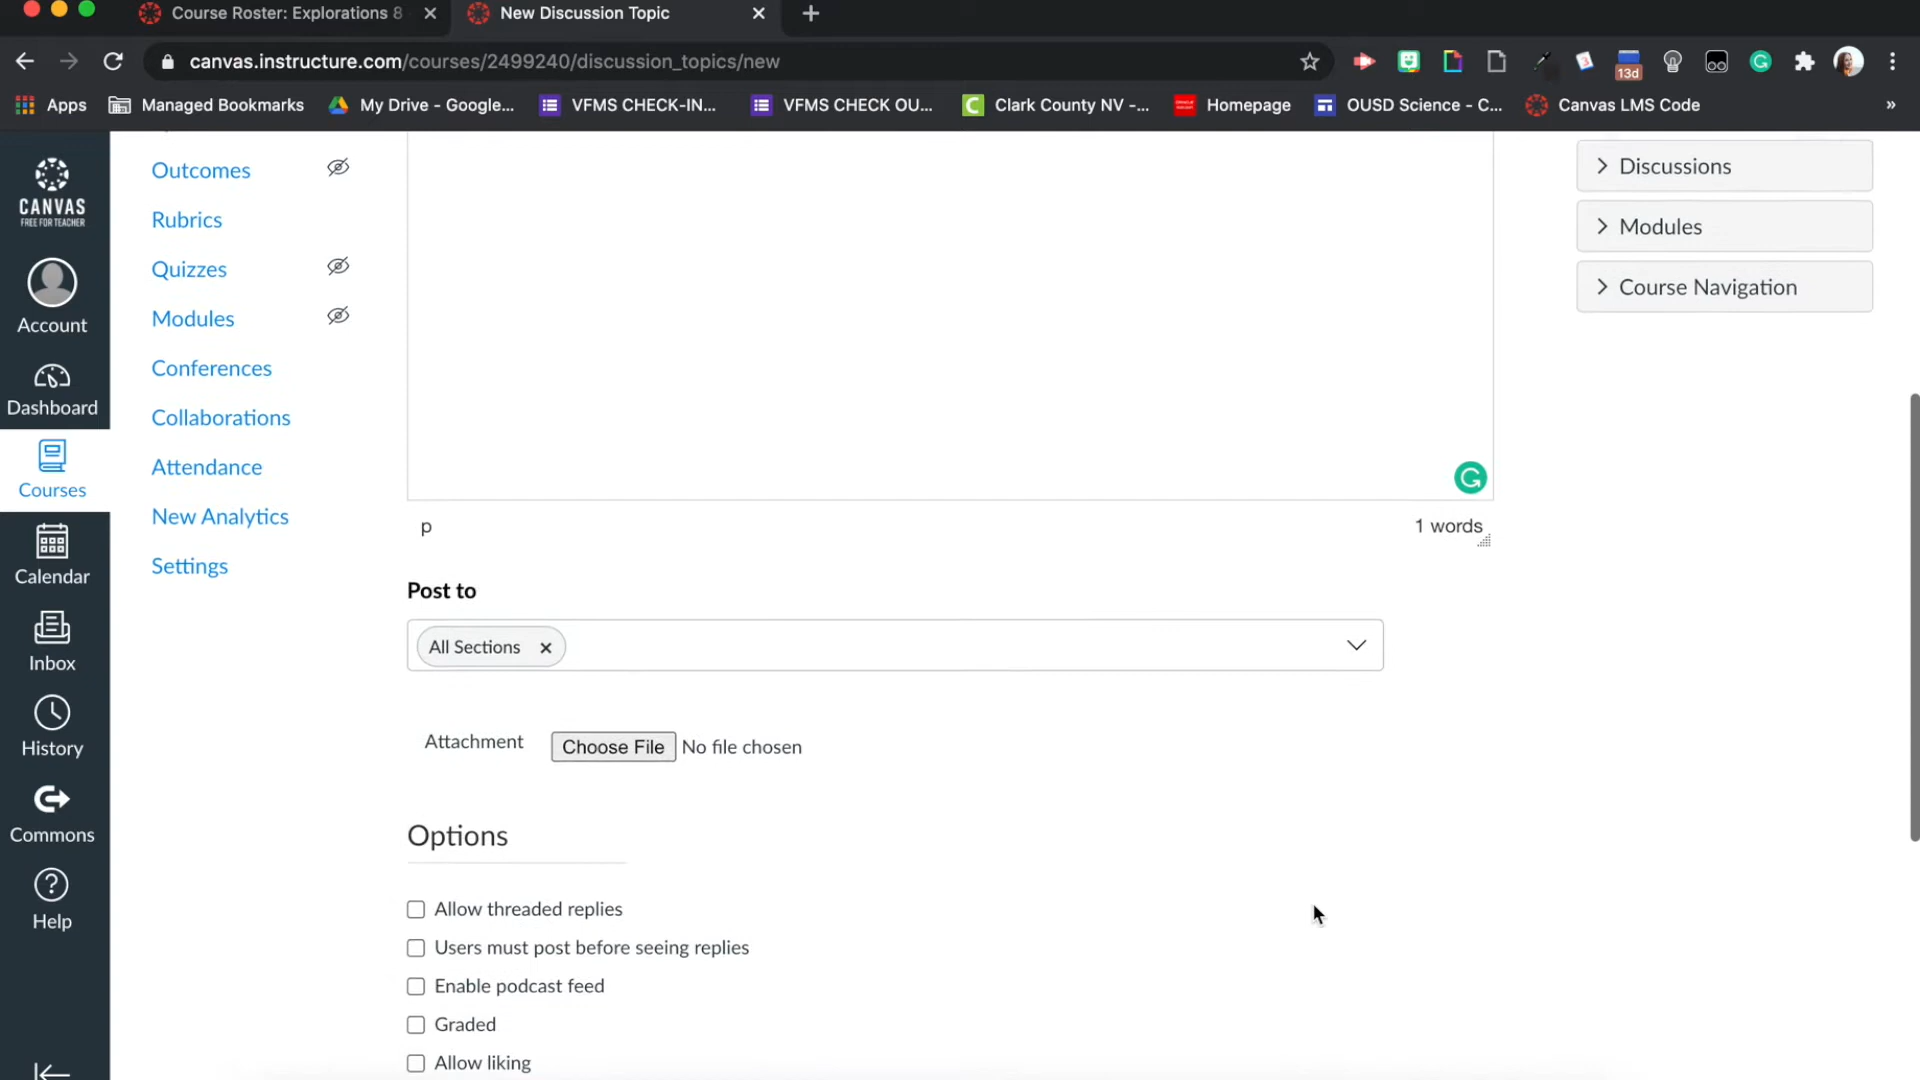 Course Roster: Explorations 8
New Discussion Topic
canvas.instructure.com/courses/2499240/discussion_topics/new
13d
Apps
Managed Bookmarks
My Drive - Google...
VFMS CHECK-IN...
VFMS CHECK OU...
Clark County NV -...
Homepage
OUSD Science - C...
Canvas LMS Code
»
CANVAS
FREE FOR TEACHER
Account
Dashboard
Courses
Calendar
Inbox
History
Commons
Help
Outcomes
Rubrics
Quizzes
Modules
Conferences
Collaborations
Attendance
New Analytics
Settings
p
1 words
Post to
All Sections
Attachment Choose File No file chosen
Options
Allow threaded replies
Users must post before seeing replies
Enable podcast feed
Graded
Allow liking
Discussions
Modules
Course Navigation